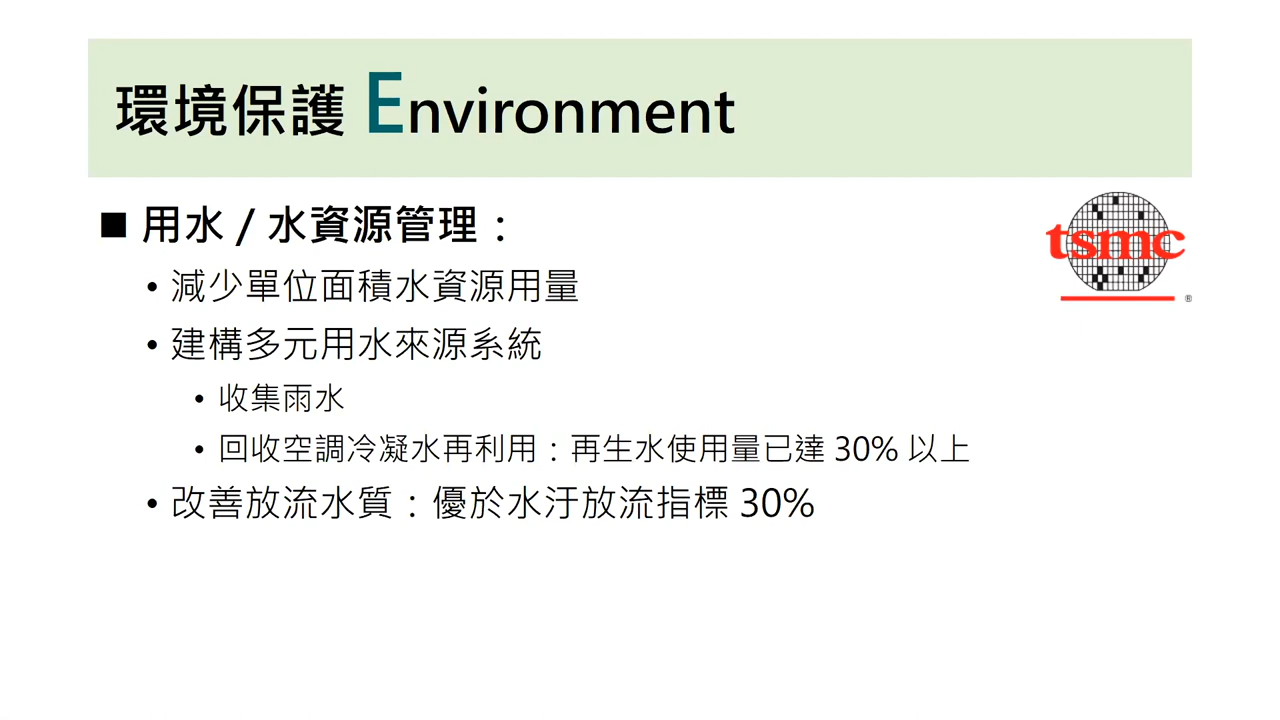 環境保護 Environment
用水 / 水資源管理：
tsmc
®
• 減少單位面積水資源用量
• 建構多元用水來源系統
• 收集雨水
• 回收空調冷凝水再利用：再生水使用量已達 30% 以上
• 改善放流水質：優於水汙放流指標 30%